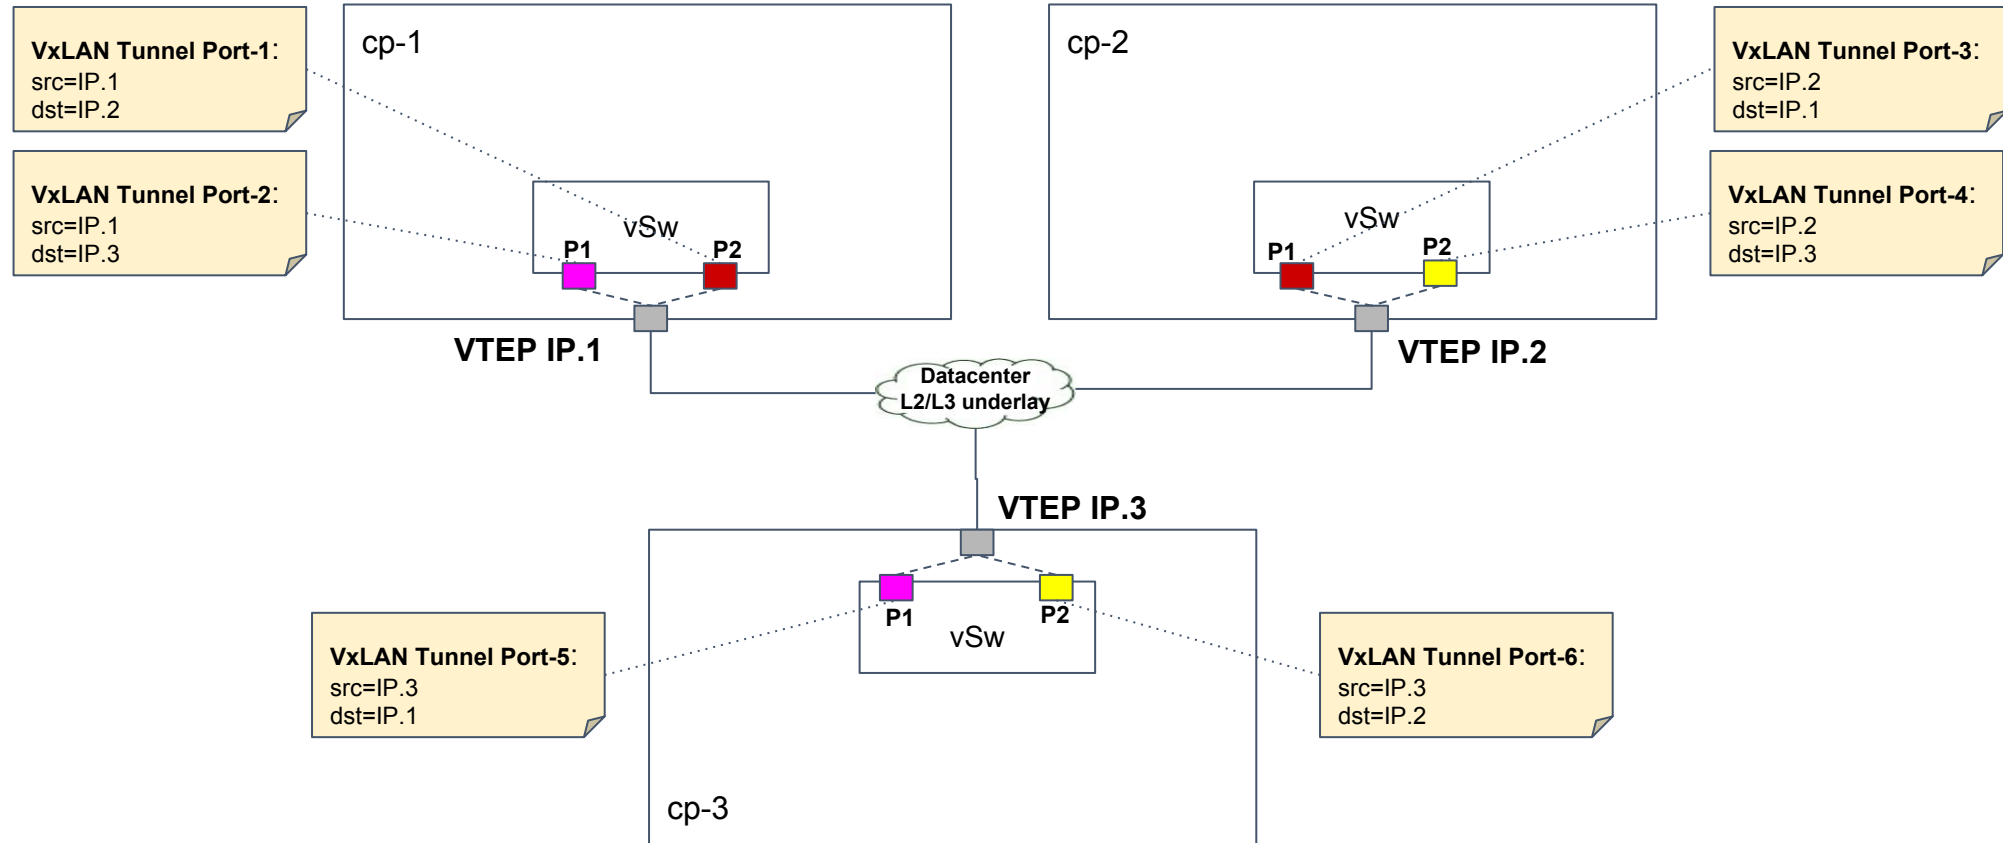 VxLAN Tunnel Port-1:
src=IP.1
dst=IP.2
VxLAN Tunnel Port-2:
src=IP.1
dst=IP.3
cp-1
vSw
P1
P2
VTEP IP.1
cp-2
vSw
P1
P2
VTEP IP.2
VxLAN Tunnel Port-3:
src=IP.2
dst=IP.1
VxLAN Tunnel Port-4:
src=IP.2
dst=IP.3
Datacenter
L2/L3 underlay
VTEP IP.3
P1
P2
vSw
cp-3
VxLAN Tunnel Port-5:
src=IP.3
dst=IP.1
VxLAN Tunnel Port-6:
src=IP.3
dst=IP.2